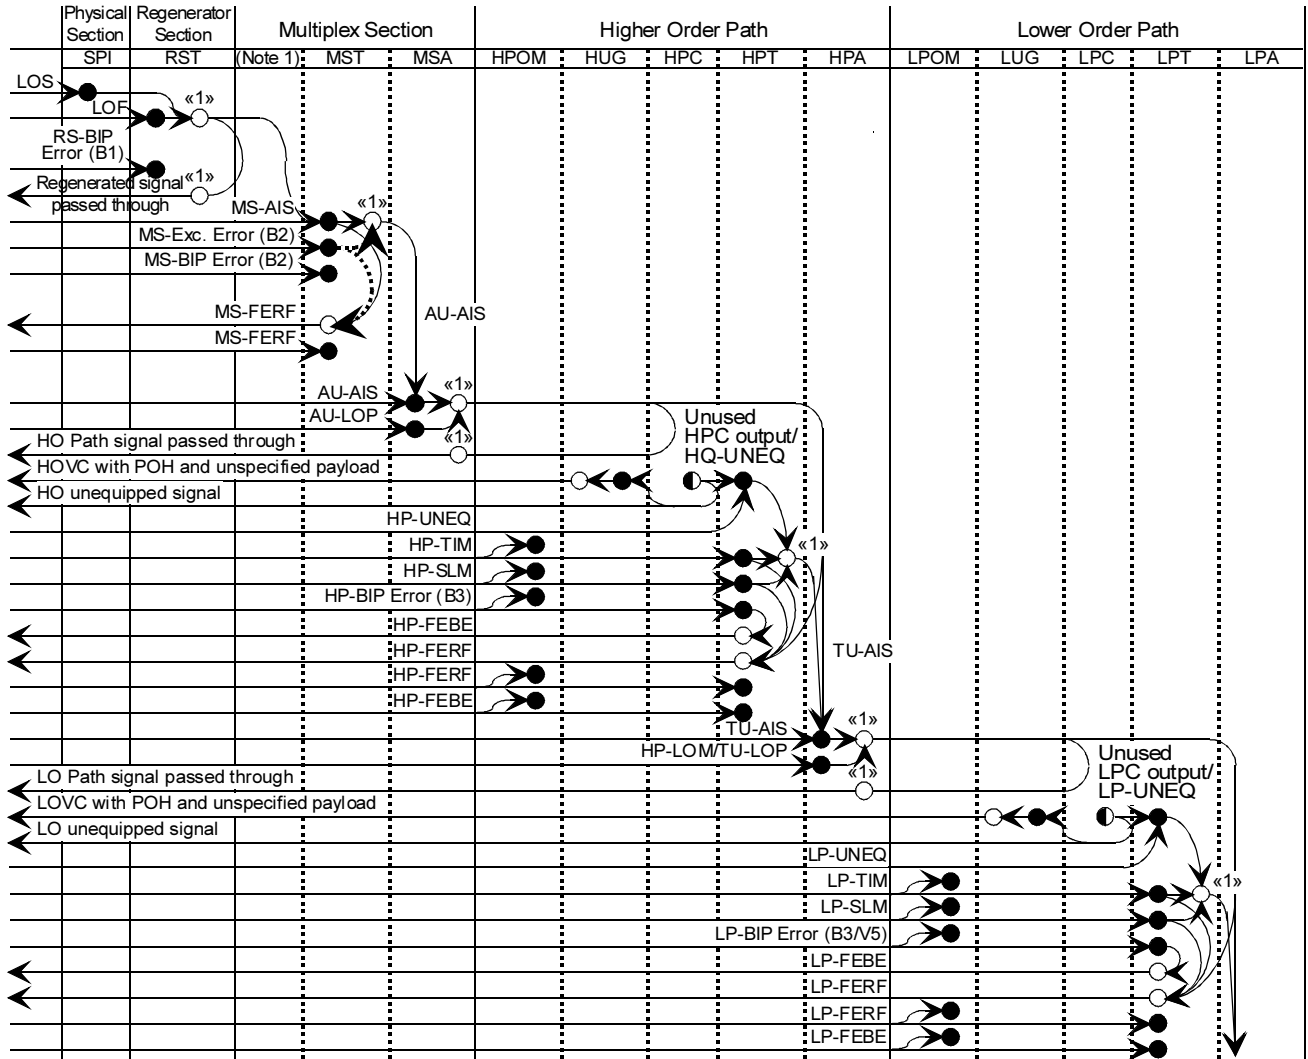 Physical Section
Regenerator Section
Multiplex Section
Higher Order Path
Lower Order Path
SPI
RST
(Note 1)
MST
MSA
HPOM
HUG
HPC
HPT
HPA
LPOM
LUG
LPC
LPT
LPA
LOS
LOF
«1»
RS-BIP
Error (B1)
«1»
Regenerated signal
passed through
MS-AIS
«1»
MS-Exc. Error (B2)
MS-BIP Error (B2)
MS-FERF
AU-AIS
MS-FERF
AU-AIS
«1»
AU-LOP
«1»
HO Path signal passed through
Unused
HPC output/
HQ-UNEQ
HOVC with POH and unspecified payload
HO unequipped signal
HP-UNEQ
HP-TIM
«1»
HP-SLM
HP-BIP Error (B3)
HP-FEBE
HP-FERF
TU-AIS
HP-FERF
HP-FEBE
TU-AIS
«1»
HP-LOM/TU-LOP
«1»
LO Path signal passed through
Unused
LPC output/
LP-UNEQ
LOVC with POH and unspecified payload
LO unequipped signal
LP-UNEQ
LP-TIM
«1»
LP-SLM
LP-BIP Error (B3/V5)
LP-FEBE
LP-FERF
LP-FERF
LP-FEBE